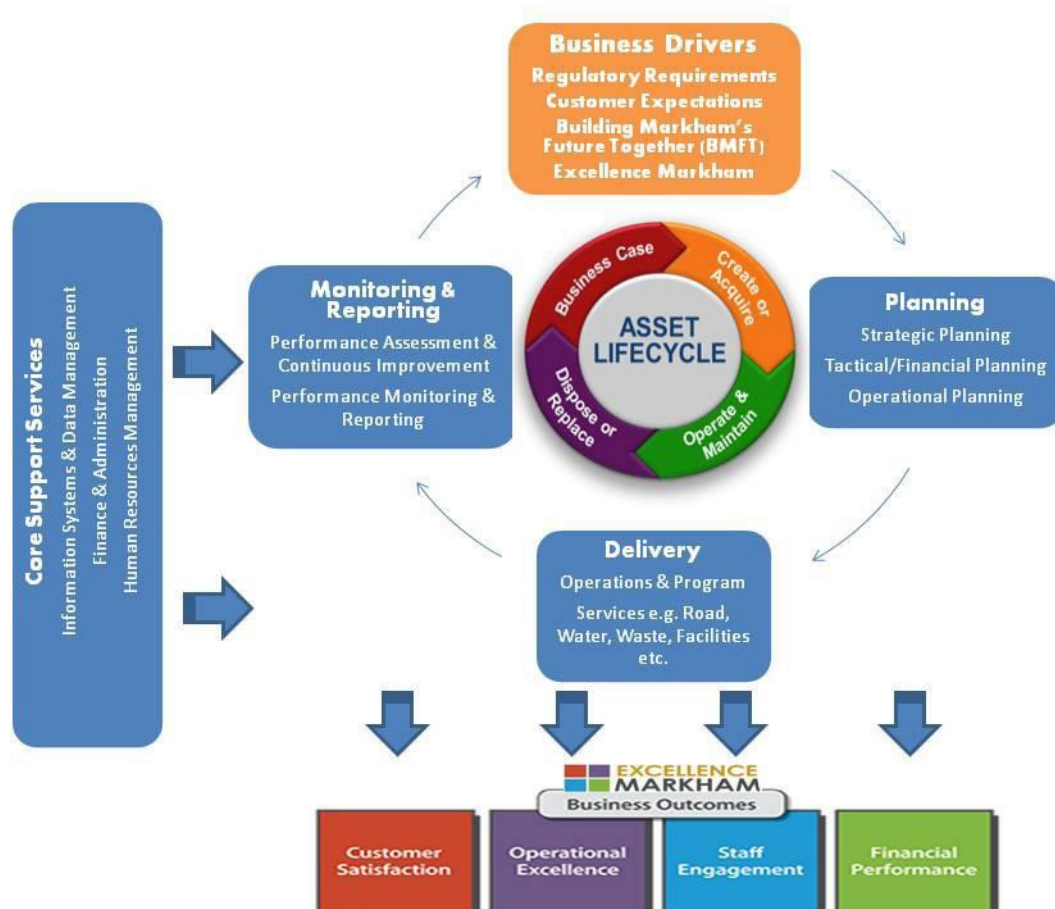 Business Drivers
Regulatory Requirements
Customer Expectations
Building Markham's
Future Together (BMFT)
Excellence Markham
Core Support Services
Information Systems & Data Management
Finance & Administration
Human Resources Management
Monitoring &
Reporting
Performance Assessment &
Continuous Improvement
Performance Monitoring &
Reporting
Business Case
Create or
Acquire
ASSET
LIFECYCLE
Dispose or
Replace
Operate &
Maintain
Planning
Strategic Planning
Tactical/Financial Planning
Operational Planning
Delivery
Operations & Program
Services e.g. Road,
Water, Waste, Facilities
etc.
EXCELLENCE
MARKHAM
Business Outcomes
Customer
Satisfaction
Operational
Excellence
Staff
Engagement
Financial
Performance